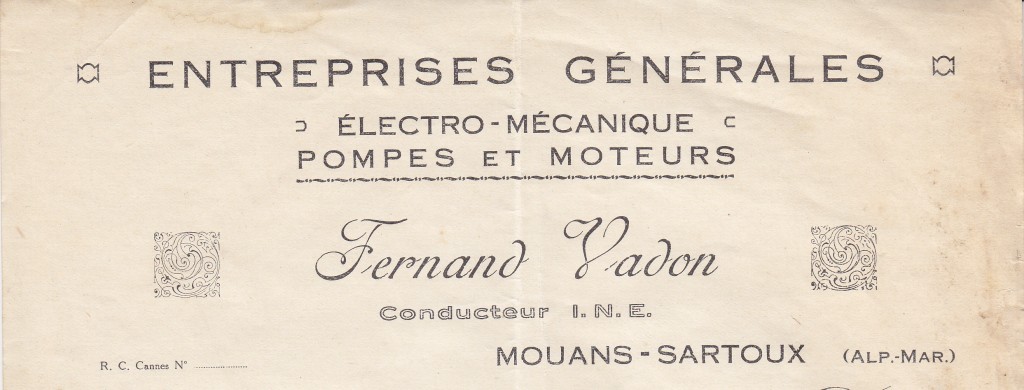 ENTREPRISES GÉNÉRALES
ÉLECTRO-MÉCANIQUE
POMPES ET MOTEURS
Fernand Vadon
Conducteur I. N. E.
MOUANS-SARTOUX (ALP.-MAR.)
R. C. Cannes N° ....................